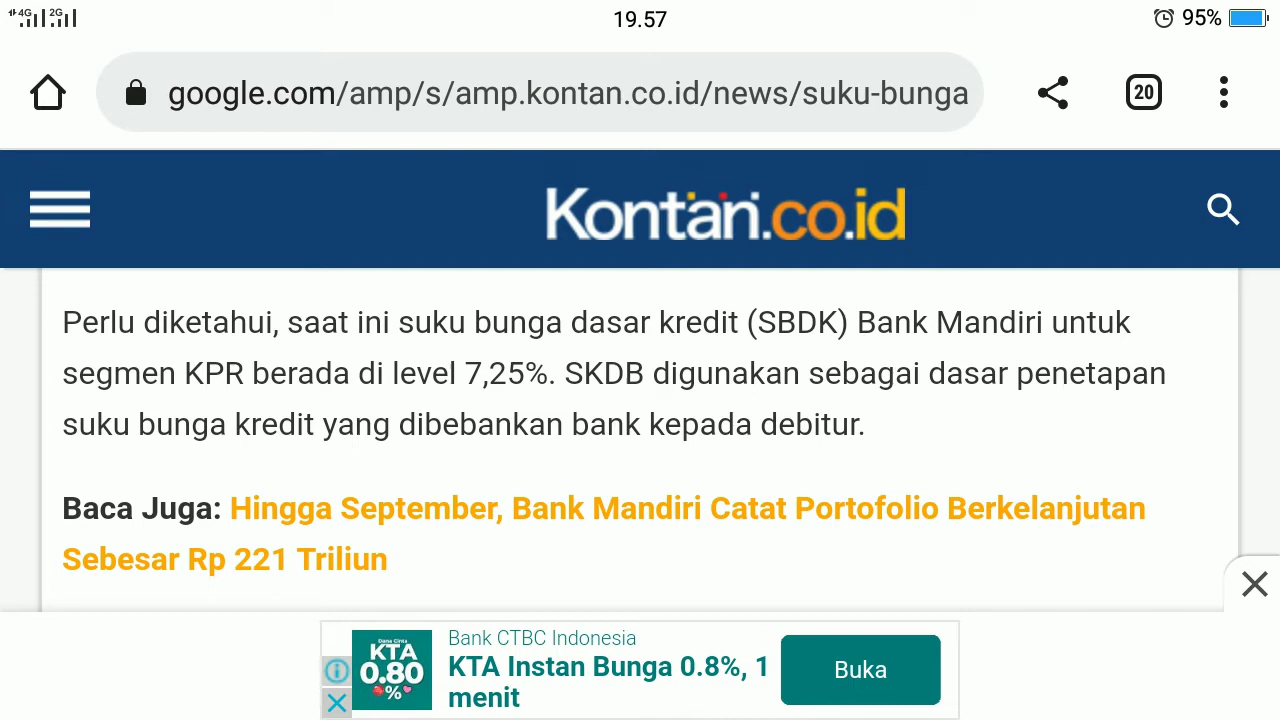 4G 2G 19.57 95%
google.com/amp/s/amp.kontan.co.id/news/suku-bunga 20
Kontan.co.id
Perlu diketahui, saat ini suku bunga dasar kredit (SBDK) Bank Mandiri untuk
segmen KPR berada di level 7,25%. SKDB digunakan sebagai dasar penetapan
suku bunga kredit yang dibebankan bank kepada debitur.
Baca Juga: Hingga September, Bank Mandiri Catat Portofolio Berkelanjutan
Sebesar Rp 221 Triliun
Dana Cinta
KTA
0.80
%
Bank CTBC Indonesia
KTA Instan Bunga 0.8%, 1
menit
Buka